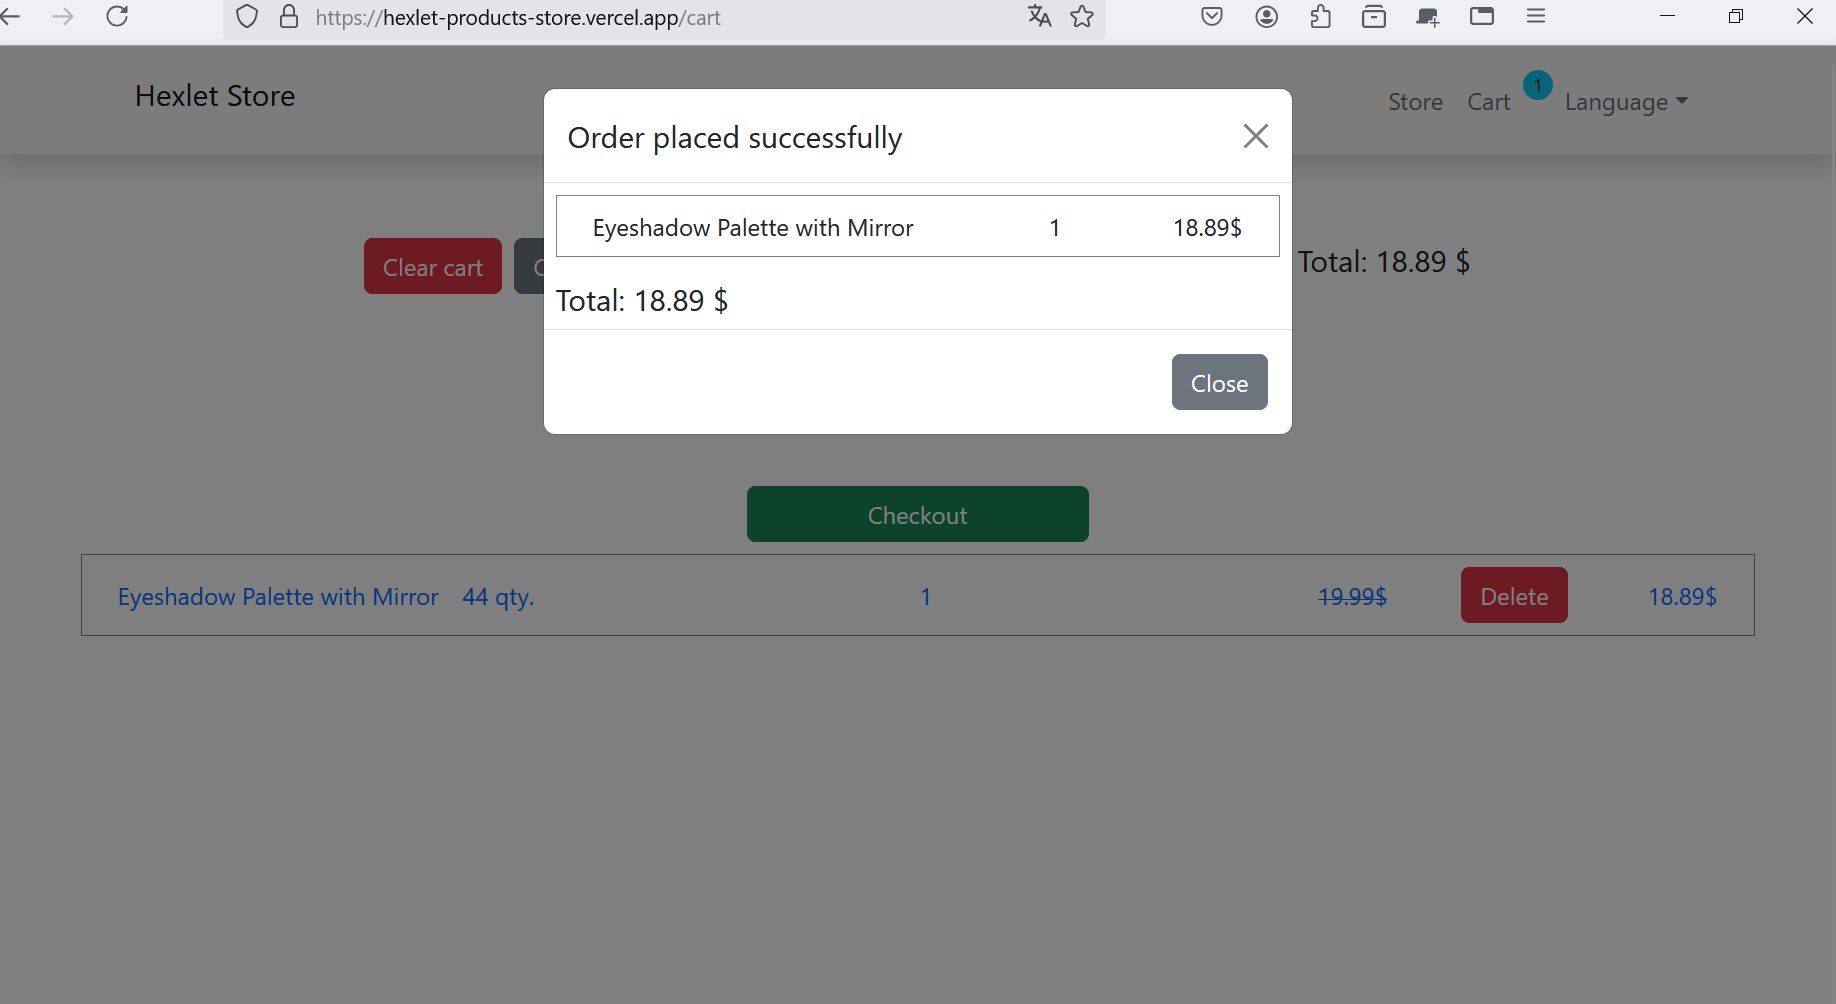 https://hexlet-products-store.vercel.app/cart
Hexlet Store
Store Cart 1 Language
Order placed successfully
Eyeshadow Palette with Mirror 1 18.89$
Total: 18.89 $
Close
Clear cart
Total: 18.89 $
Checkout
Eyeshadow Palette with Mirror 44 qty. 1 19.99$ Delete 18.89$